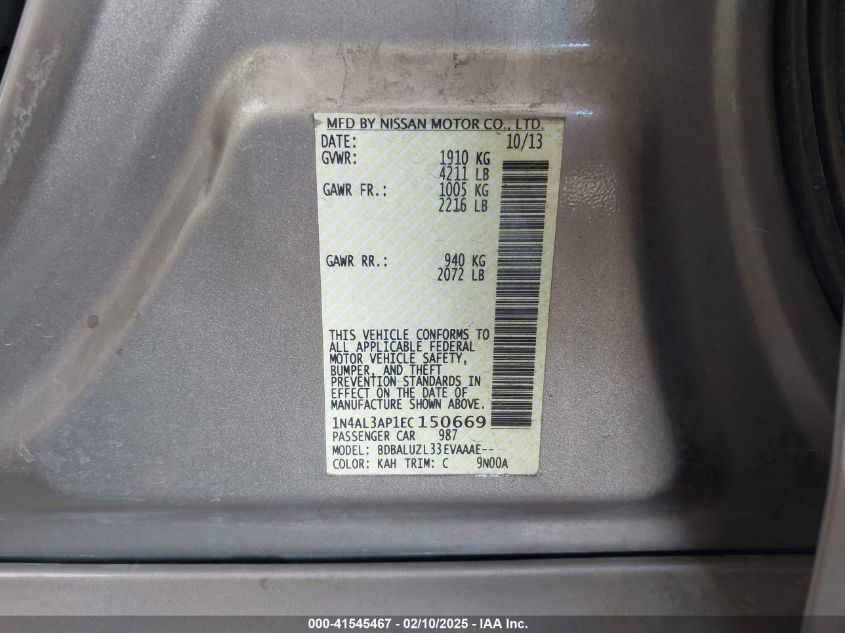 MFD BY NISSAN MOTOR CO., LTD.
DATE: 10/13
GVWR: 1910 KG
4211 LB
GAWR FR.: 1005 KG
2216 LB
GAWR RR.: 940 KG
2072 LB
THIS VEHICLE CONFORMS TO
ALL APPLICABLE FEDERAL
MOTOR VEHICLE SAFETY,
BUMPER, AND THEFT
PREVENTION STANDARDS IN
EFFECT ON THE DATE OF
MANUFACTURE SHOWN ABOVE.
1N4AL3AP1EC150669
PASSENGER CAR 987
MODEL: BDBALUZL33EVAAAE--
COLOR: KAH TRIM: C 9N00A
000-41545467 — 02/10/2025 — IAA Inc.